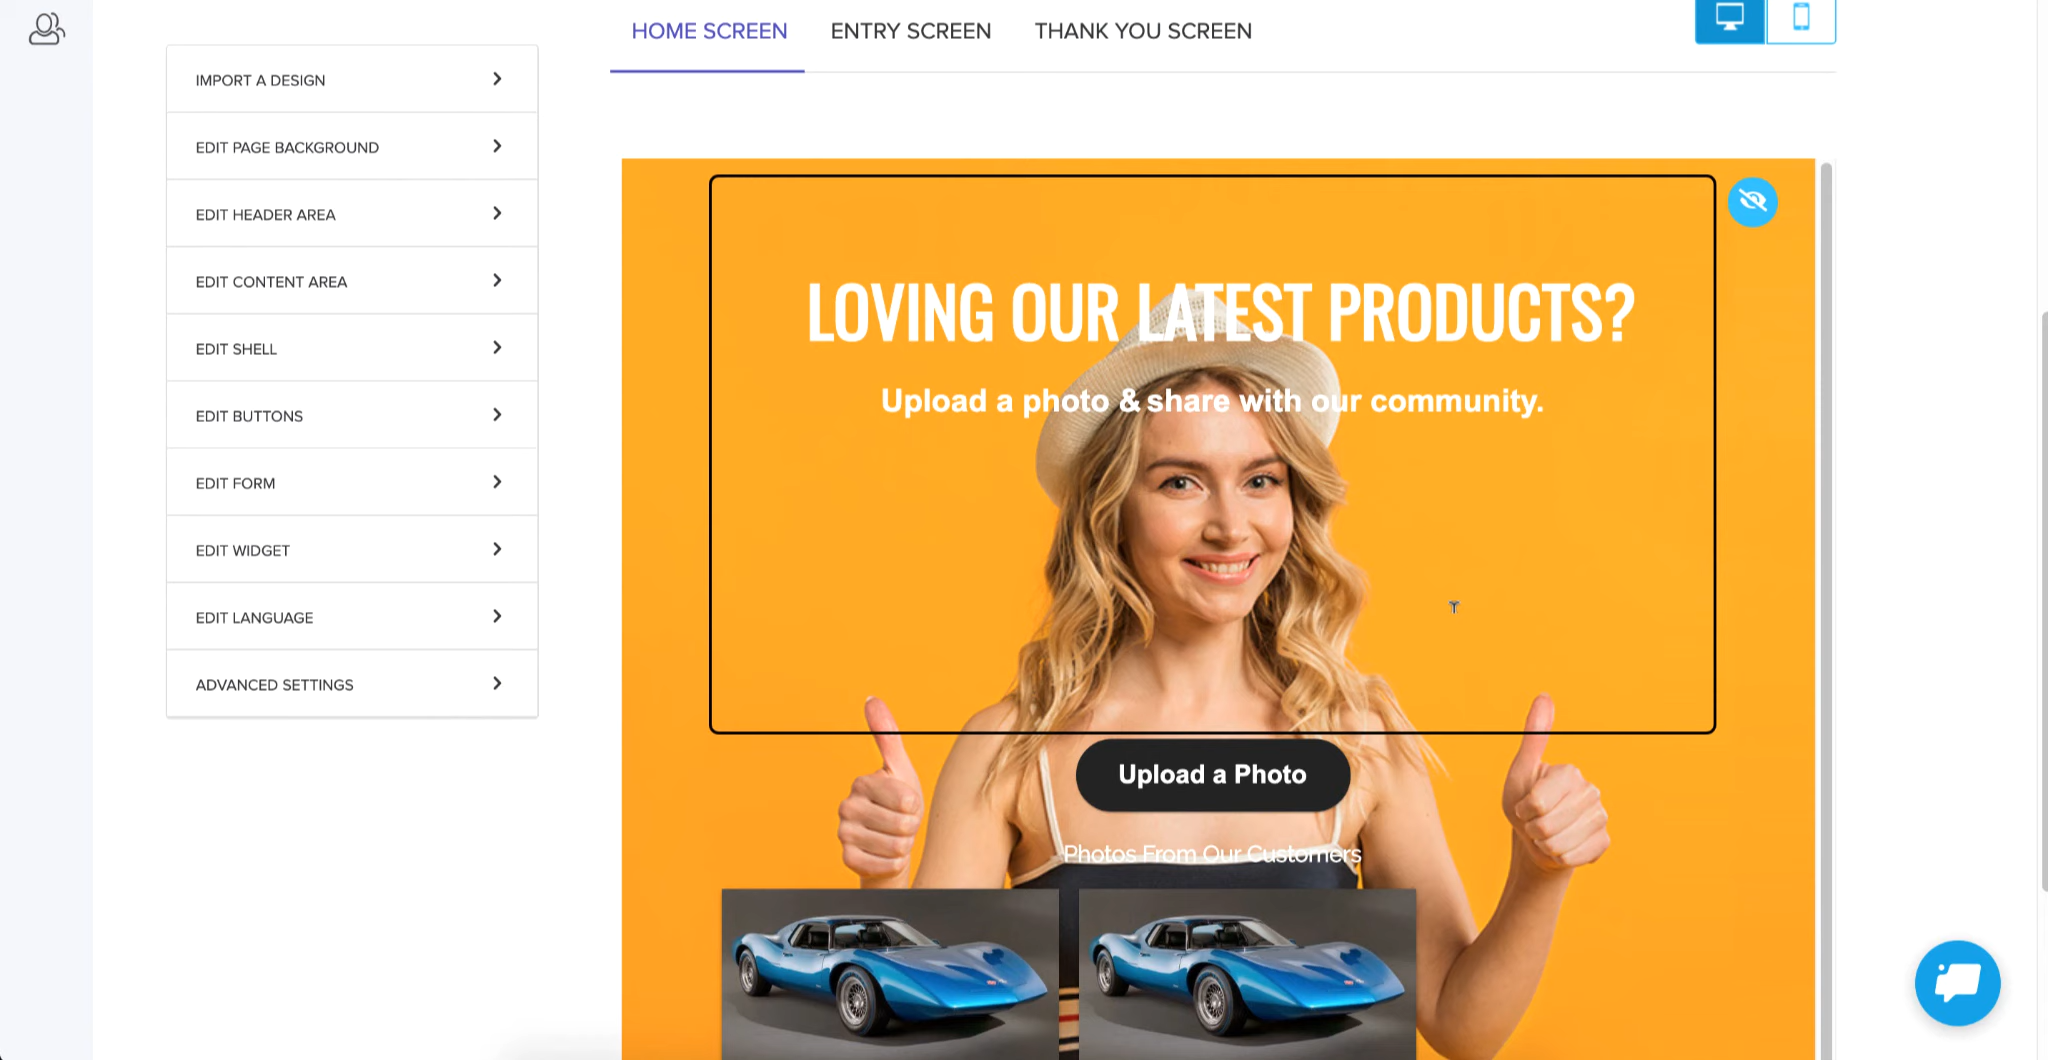 HOME SCREEN
ENTRY SCREEN
THANK YOU SCREEN
IMPORT A DESIGN
EDIT PAGE BACKGROUND
EDIT HEADER AREA
EDIT CONTENT AREA
EDIT SHELL
EDIT BUTTONS
EDIT FORM
EDIT WIDGET
EDIT LANGUAGE
ADVANCED SETTINGS
LOVING OUR LATEST PRODUCTS?
Upload a photo & share with our community.
Upload a Photo
Photos From Our Customers